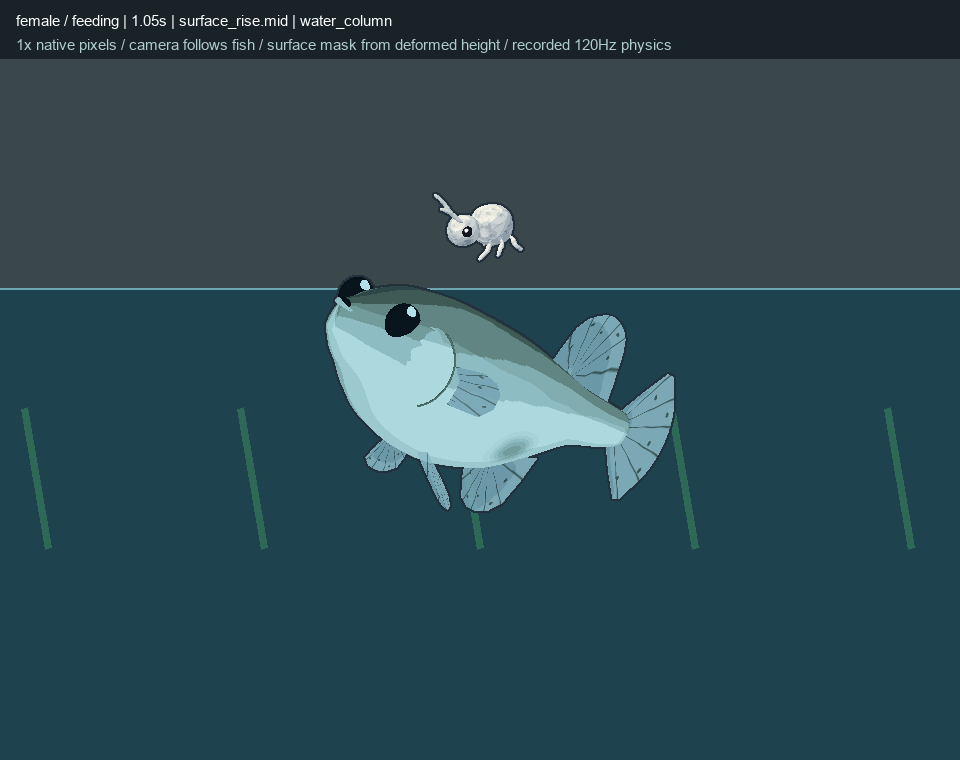 female / feeding | 1.05s | surface_rise.mid | water_column
1x native pixels / camera follows fish / surface mask from deformed height / recorded 120Hz physics